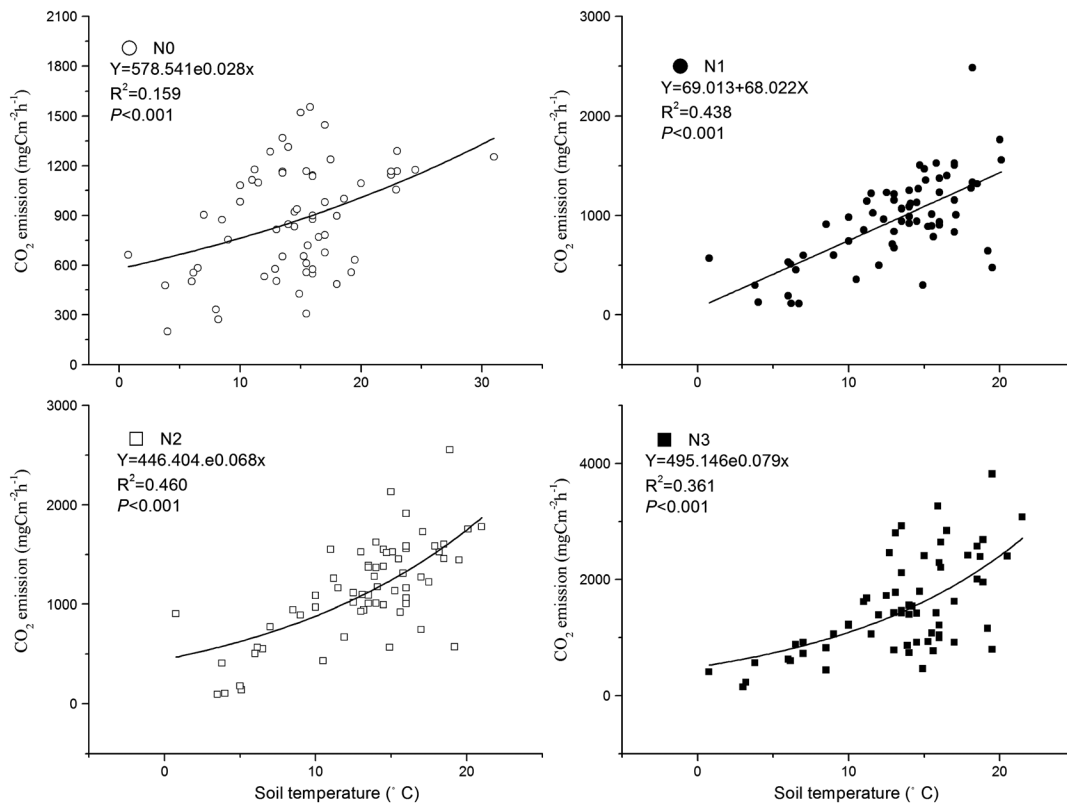 2100
1800
1500
1200
900
600
300
0
CO2 emission (mgCm-2h-1)
N0
Y=578.541e0.028x
R2=0.159
P<0.001
0 10 20 30
3000
2000
1000
0
CO2 emission (mgCm-2h-1)
N1
Y=69.013+68.022X
R2=0.438
P<0.001
0 10 20
3000
2000
1000
0
CO2 emission (mgCm-2h-1)
N2
Y=446.404.e0.068x
R2=0.460
P<0.001
0 10 20
Soil temperature (° C)
4000
2000
0
CO2 emission (mgCm-2h-1)
N3
Y=495.146e0.079x
R2=0.361
P<0.001
0 10 20
Soil temperature (° C)